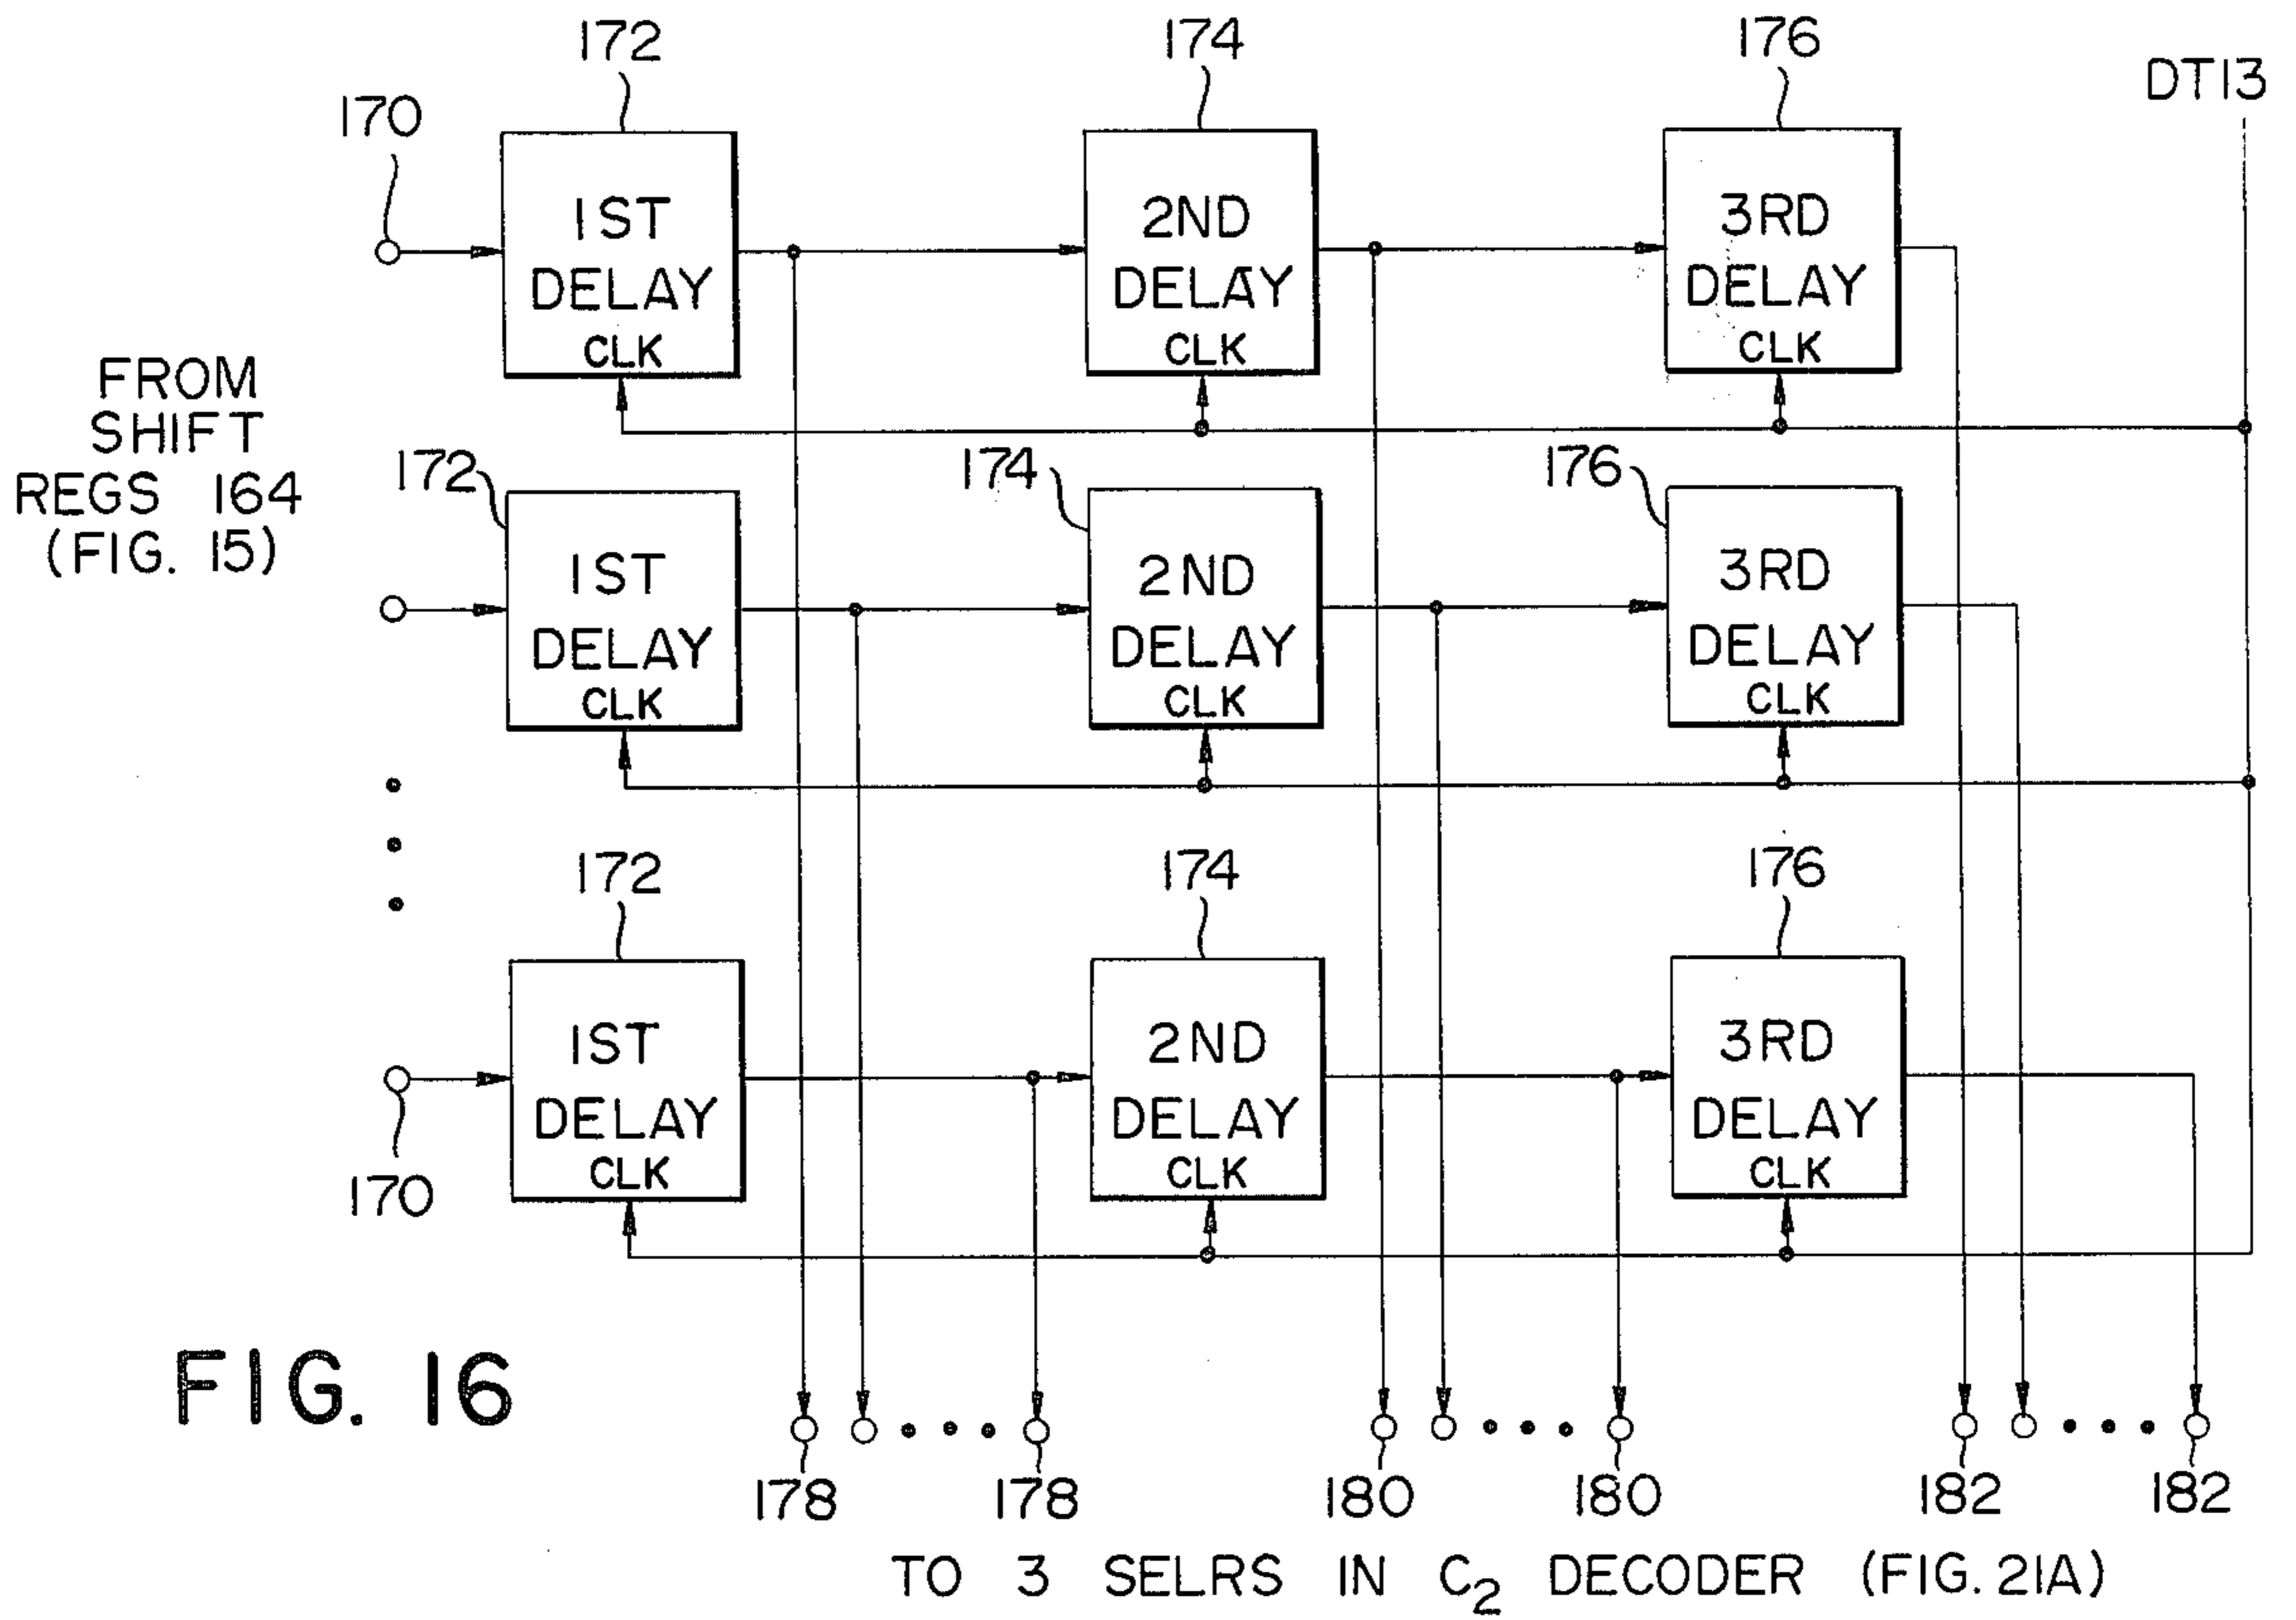 172
174
176
DT13
170
1ST
DELAY
CLK
2ND
DELAY
CLK
3RD
DELAY
CLK
FROM
SHIFT
REGS 164
(FIG. 15)
172
174
176
1ST
DELAY
CLK
2ND
DELAY
CLK
3RD
DELAY
CLK
172
174
176
1ST
DELAY
CLK
2ND
DELAY
CLK
3RD
DELAY
CLK
170
FIG. 16
178
178
180
180
182
182
TO 3 SELRS IN C₂ DECODER (FIG. 21A)